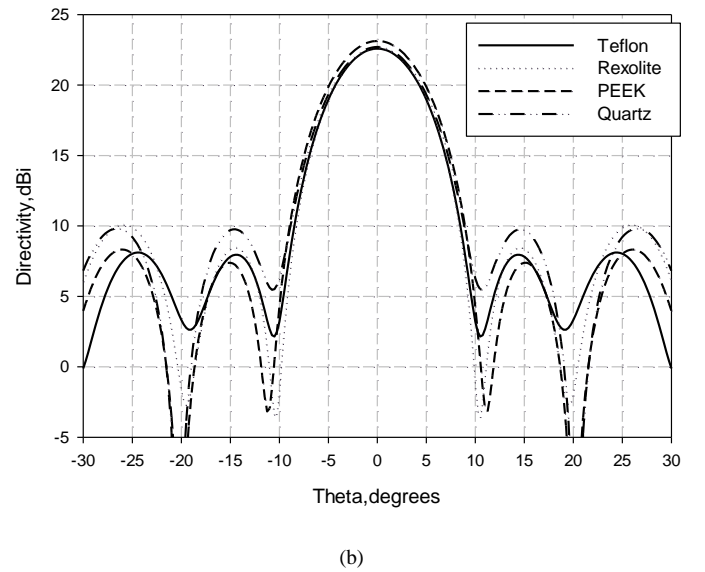 25
20
15
10
5
0
-5
Directivity,dBi
Teflon
Rexolite
PEEK
Quartz
-30 -25 -20 -15 -10 -5 0 5 10 15 20 25 30
Theta,degrees
(b)